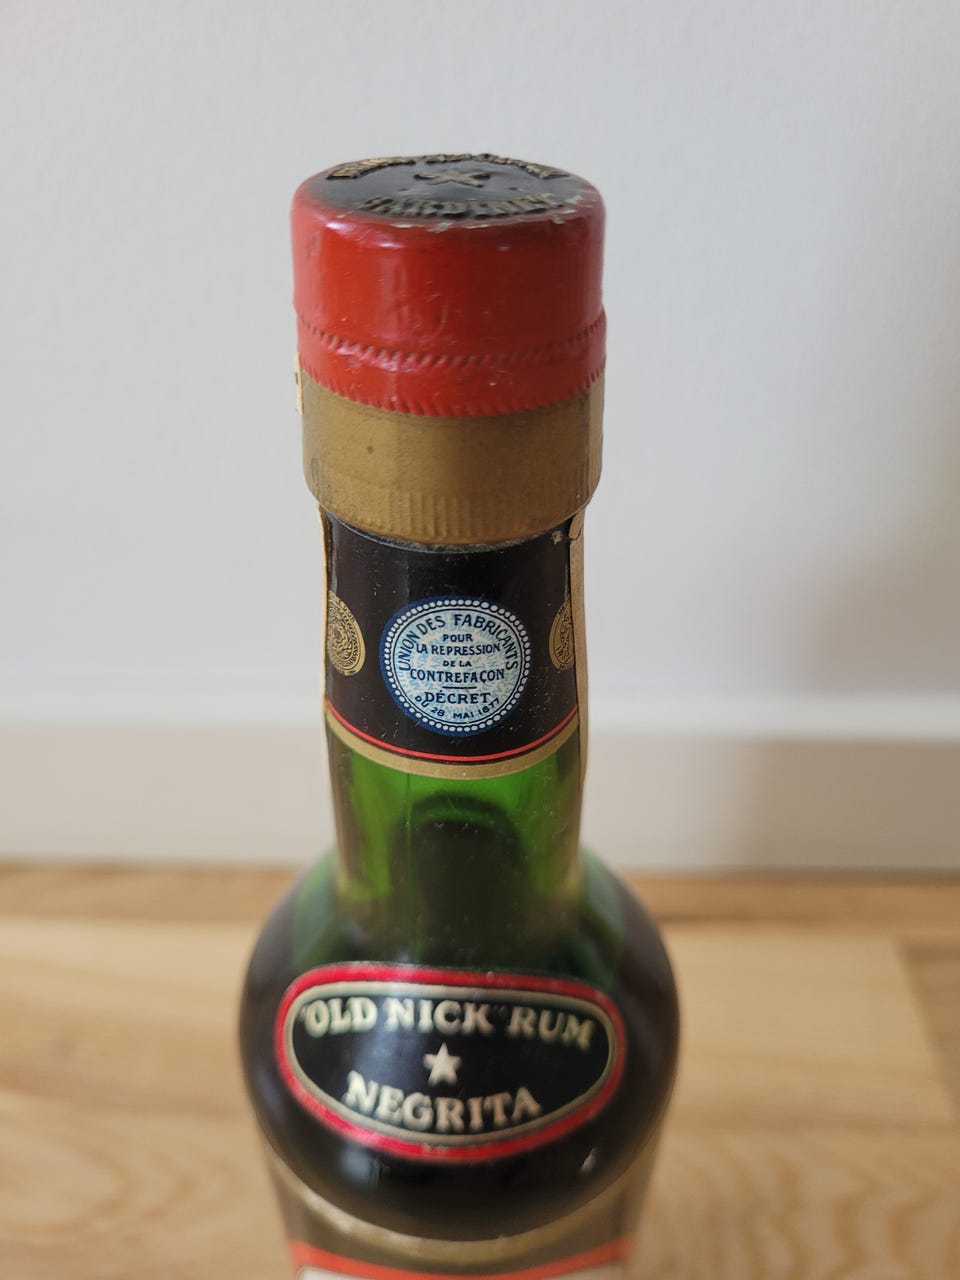 UNION DES FABRICANTS
POUR
LA REPRESSION
DE LA
CONTREFAÇON
DÉCRET
DU 28 MAI 1877
"OLD NICK" RUM
NEGRITA